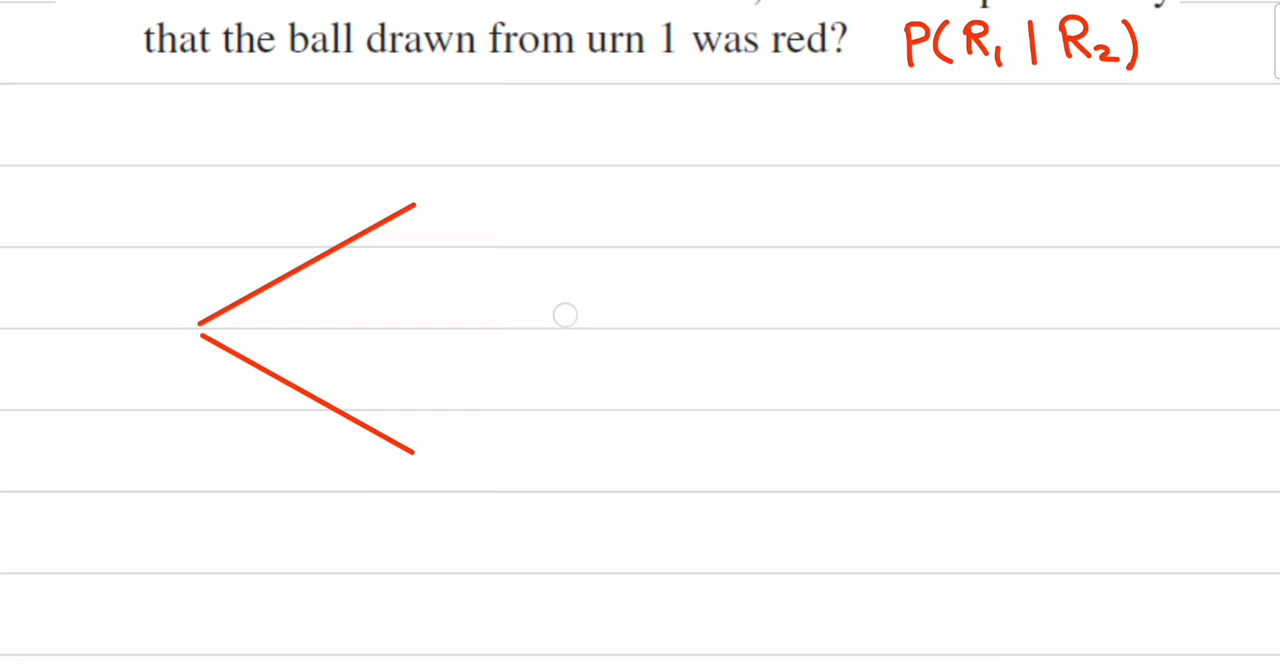 that the ball drawn from urn 1 was red? P(R₁ | R₂)